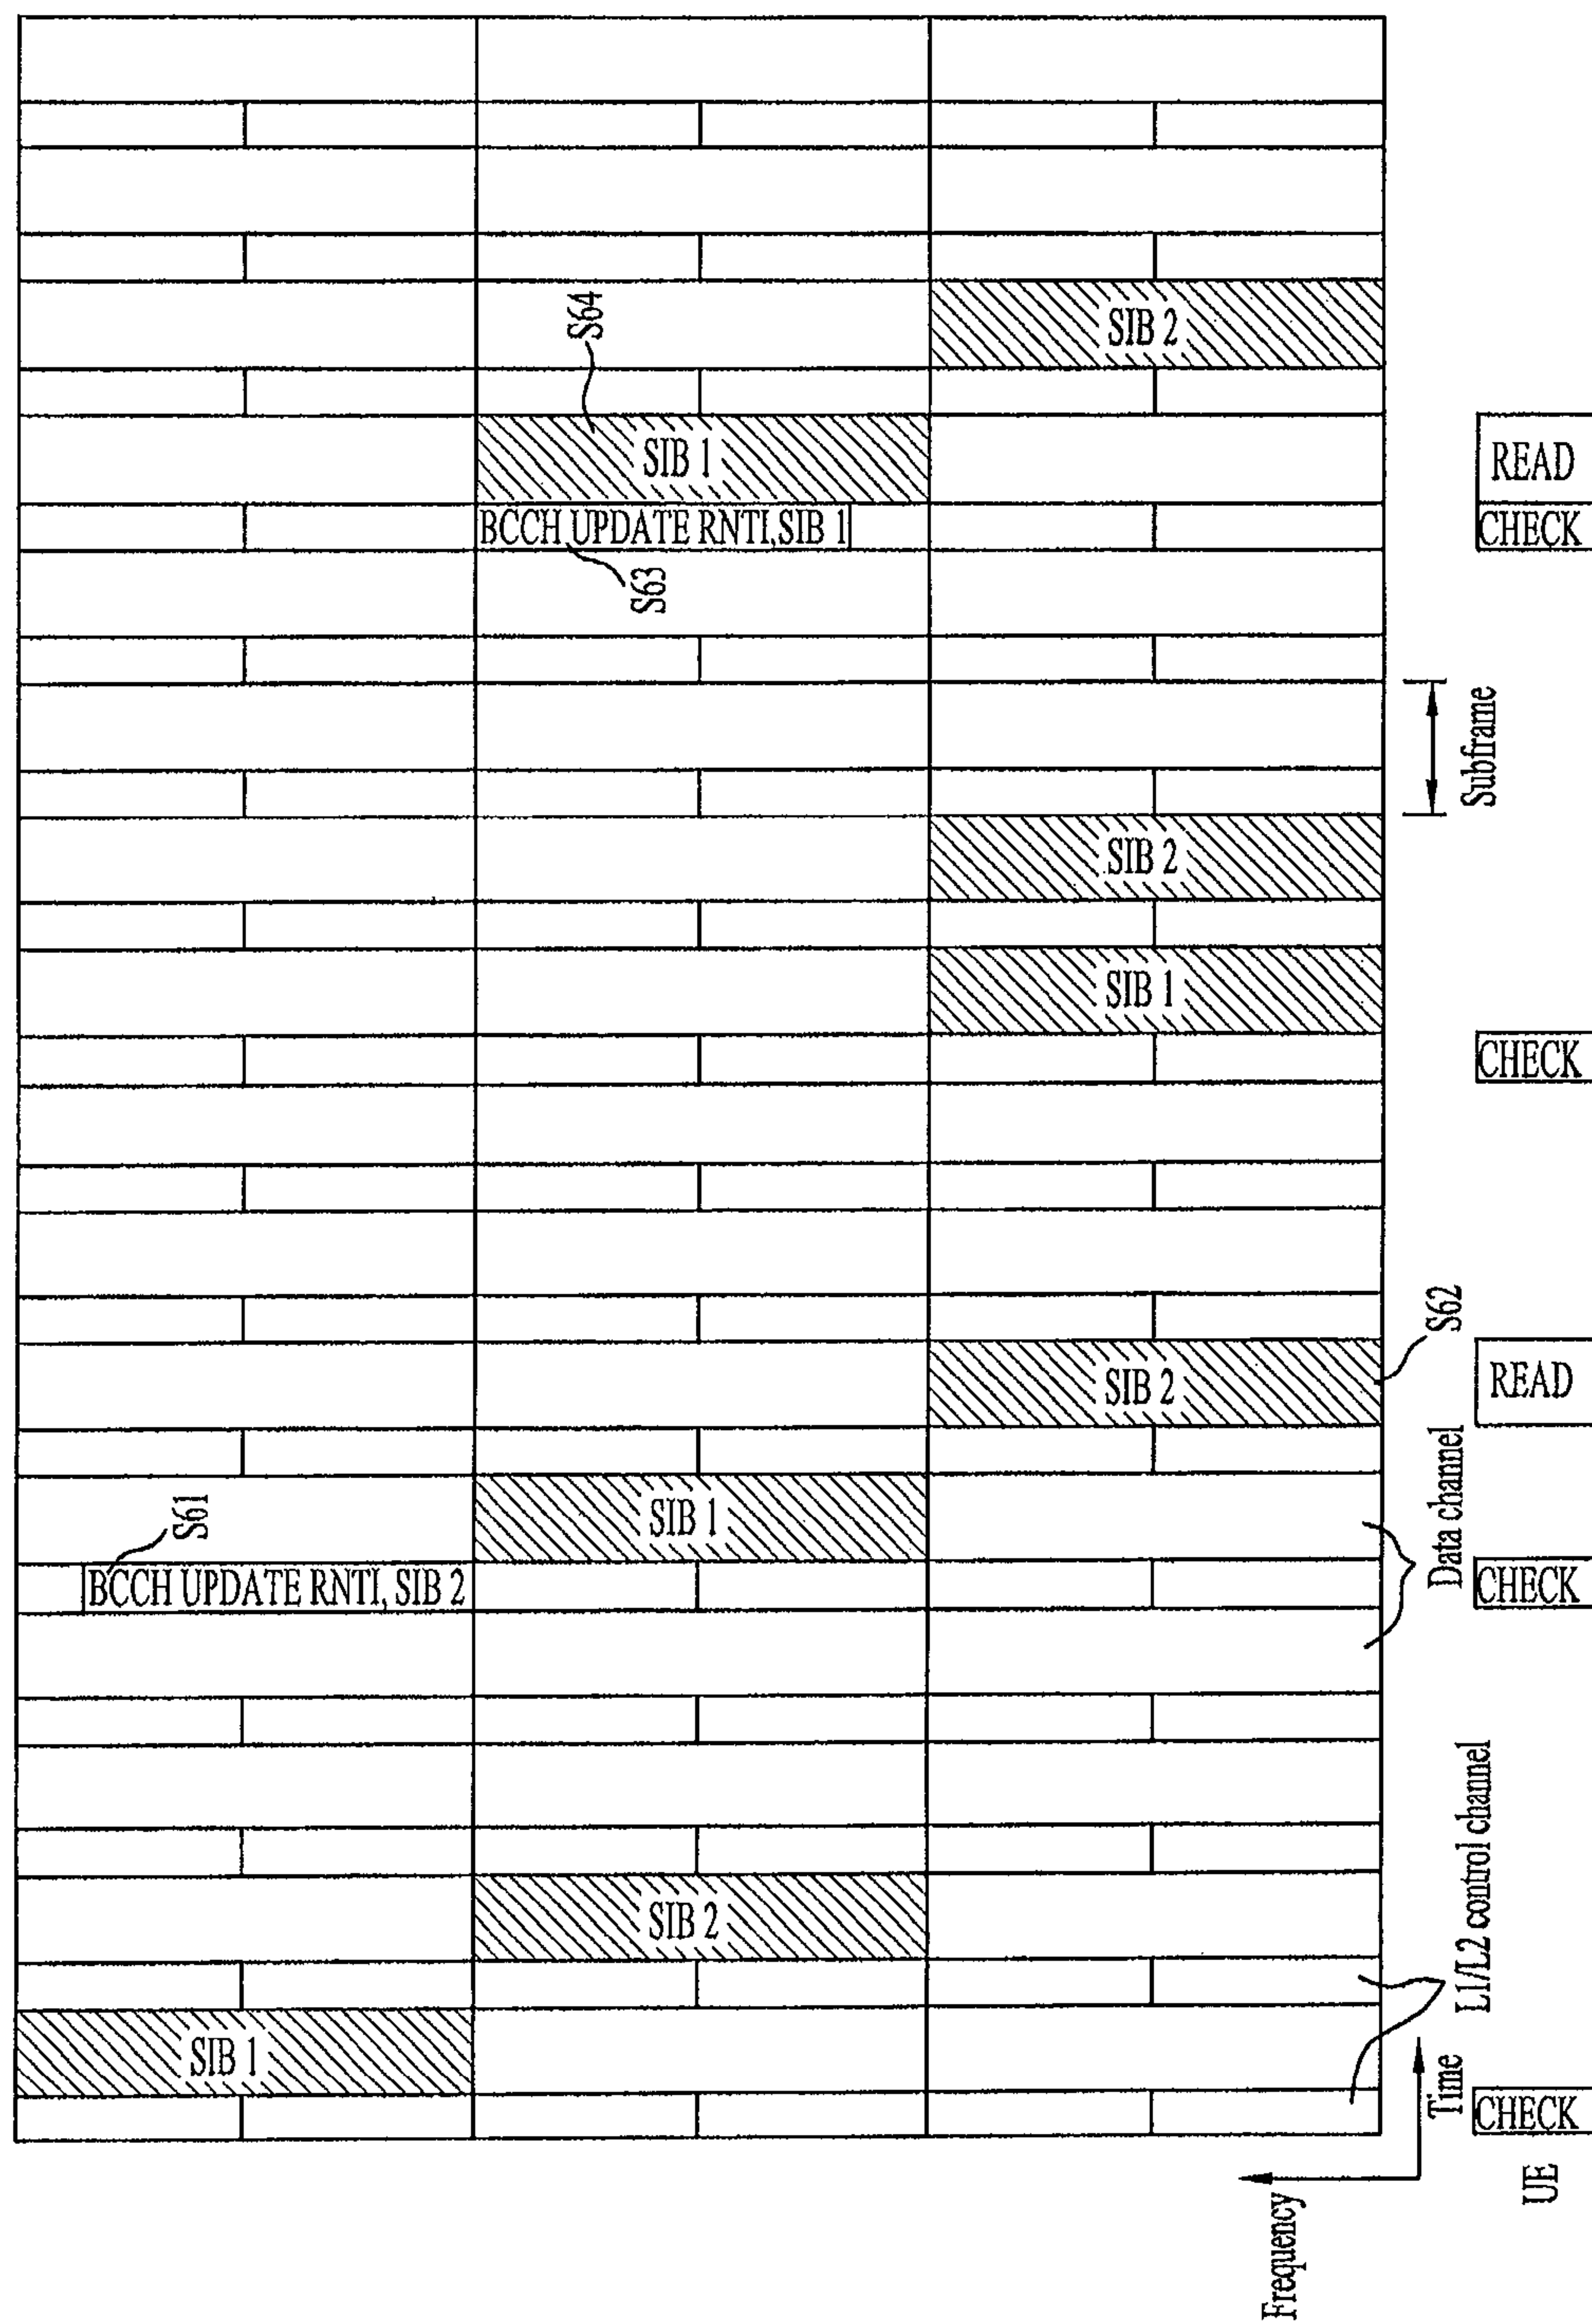 S61
S64
SIB 1
BCCH UPDATE RNTI, SIB 2
SIB 2
SIB 1
BCCH UPDATE RNTI,SIB 1
SIB 1
S63
SIB 2
SIB 1
SIB 2
SIB 2
S62
Frequency
Time
L1/L2 control channel
Data channel
Subframe
UE
CHECK
CHECK
READ
CHECK
CHECK
READ